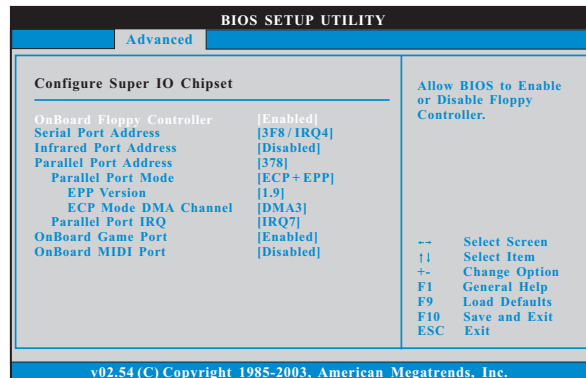 BIOS SETUP UTILITY
Advanced
Configure Super IO Chipset
OnBoard Floppy Controller [Enabled]
Serial Port Address [3F8 / IRQ4]
Infrared Port Address [Disabled]
Parallel Port Address [378]
Parallel Port Mode [ECP + EPP]
EPP Version [1.9]
ECP Mode DMA Channel [DMA3]
Parallel Port IRQ [IRQ7]
OnBoard Game Port [Enabled]
OnBoard MIDI Port [Disabled]
Allow BIOS to Enable
or Disable Floppy
Controller.
←→ Select Screen
↑↓ Select Item
+- Change Option
F1 General Help
F9 Load Defaults
F10 Save and Exit
ESC Exit
v02.54 (C) Copyright 1985-2003, American Megatrends, Inc.